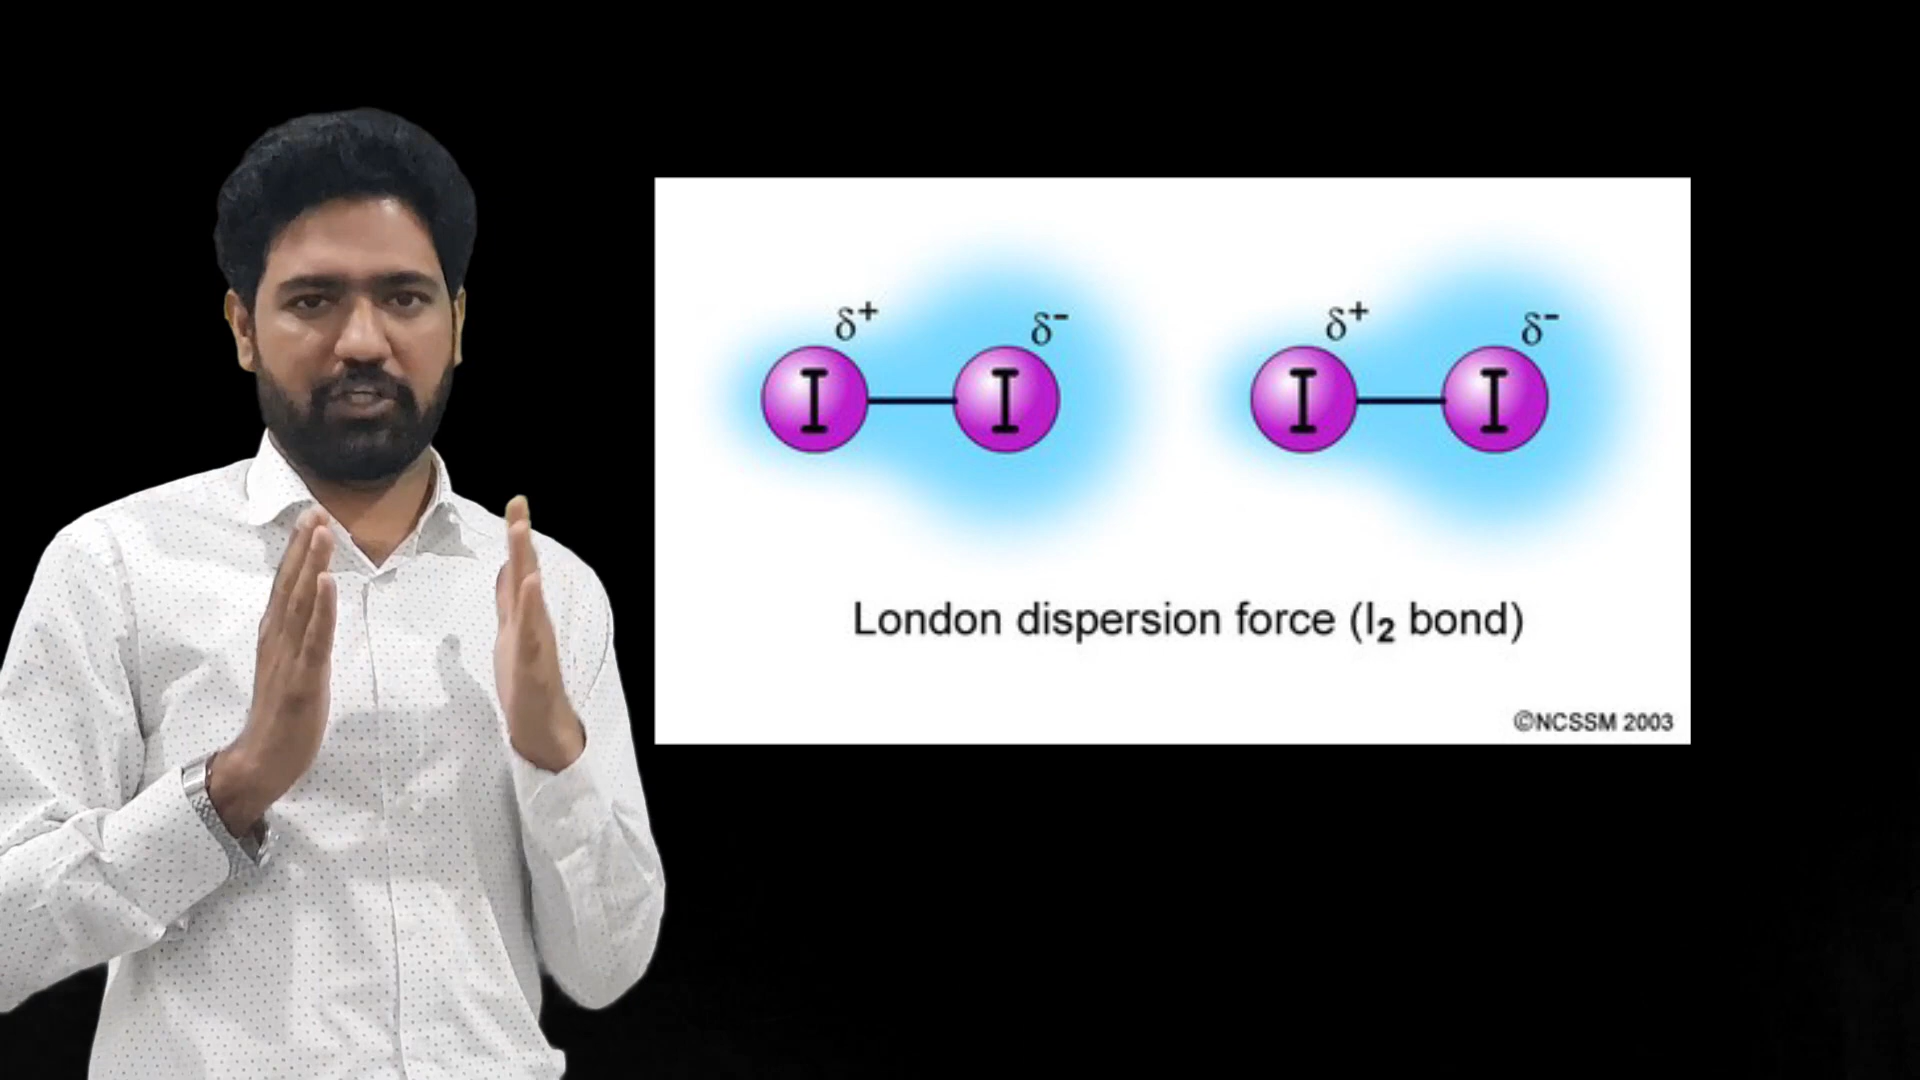 δ+ δ- δ+ δ-
I I I I
London dispersion force (I₂ bond)
©NCSSM 2003